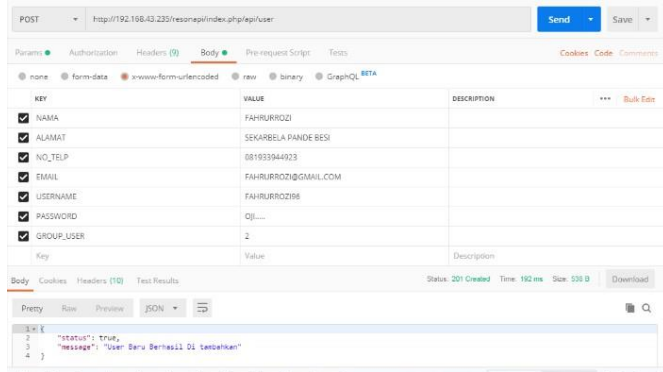 POST http://192.168.43.235/resonapi/index.php/api/user Send Save
Params Authorization Headers (9) Body Pre-request Script Tests Cookies Code Comments
none form-data x-www-form-urlencoded raw binary GraphQL BETA
KEY VALUE DESCRIPTION ••• Bulk Edit
NAMA FAHRURROZI
ALAMAT SEKARBELA PANDE BESI
NO_TELP 081933944923
EMAIL FAHRURROZI@GMAIL.COM
USERNAME FAHRURROZI96
PASSWORD Oji.....
GROUP_USER 2
Key Value Description
Body Cookies Headers (10) Test Results Status: 201 Created Time: 192 ms Size: 538 B Download
Pretty Raw Preview JSON
1 {
2 "status": true,
3 "message": "User Baru Berhasil Di tambahkan"
4 }